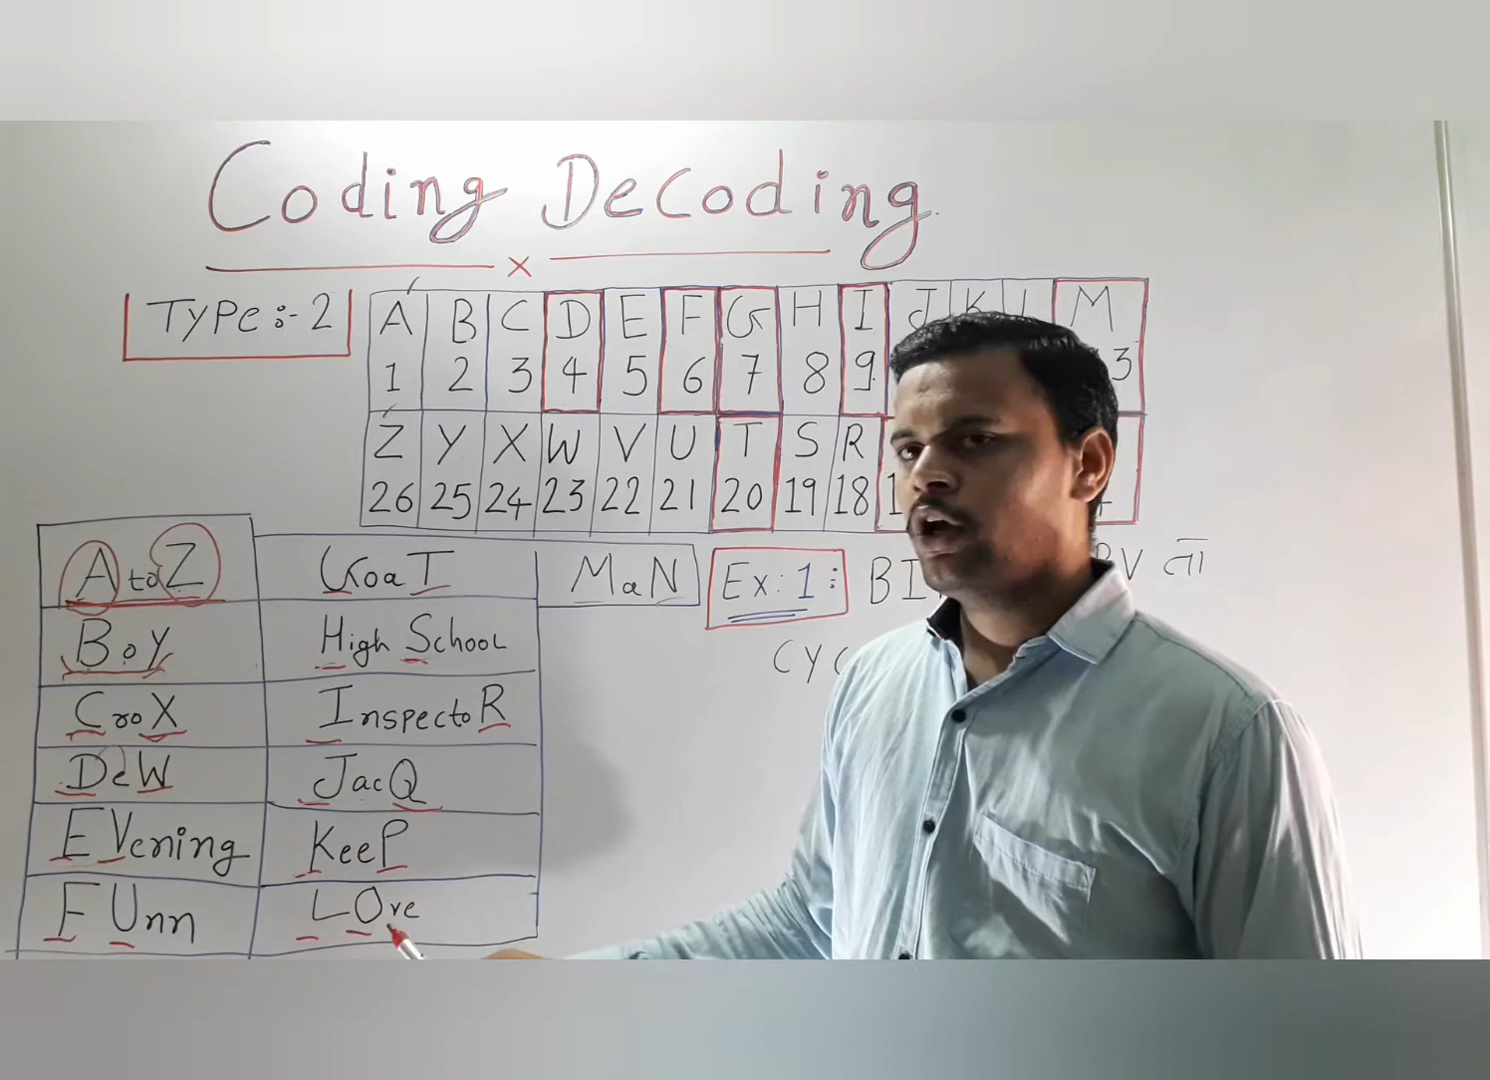 Coding Decoding
x
Type :- 2
A B C D E F G H I J K L M
1 2 3 4 5 6 7 8 9 3
Z Y X W V U T S R
26 25 24 23 22 21 20 19 18 1
A to Z GoaT MaN Ex: 1 :
BoY High School
CroX InspectoR
DeW JacQ
EVening KeeP
FUnn LOve